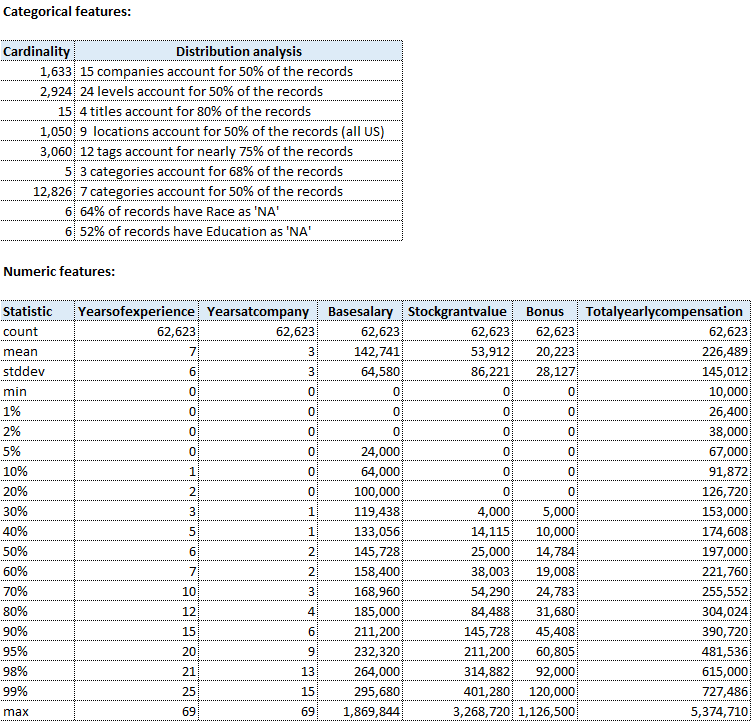 Categorical features:
Cardinality Distribution analysis
1,633 15 companies account for 50% of the records
2,924 24 levels account for 50% of the records
15 4 titles account for 80% of the records
1,050 9 locations account for 50% of the records (all US)
3,060 12 tags account for nearly 75% of the records
5 3 categories account for 68% of the records
12,826 7 categories account for 50% of the records
6 64% of records have Race as 'NA'
6 52% of records have Education as 'NA'
Numeric features:
Statistic Yearsofexperience Yearsatcompany Basesalary Stockgrantvalue Bonus Totalyearlycompensation
count 62,623 62,623 62,623 62,623 62,623 62,623
mean 7 3 142,741 53,912 20,223 226,489
stddev 6 3 64,580 86,221 28,127 145,012
min 0 0 0 0 0 10,000
1% 0 0 0 0 0 26,400
2% 0 0 0 0 0 38,000
5% 0 0 24,000 0 0 67,000
10% 1 0 64,000 0 0 91,872
20% 2 0 100,000 0 0 126,720
30% 3 1 119,438 4,000 5,000 153,000
40% 5 1 133,056 14,115 10,000 174,608
50% 6 2 145,728 25,000 14,784 197,000
60% 7 2 158,400 38,003 19,008 221,760
70% 10 3 168,960 54,290 24,783 255,552
80% 12 4 185,000 84,488 31,680 304,024
90% 15 6 211,200 145,728 45,408 390,720
95% 20 9 232,320 211,200 60,805 481,536
98% 21 13 264,000 314,882 92,000 615,000
99% 25 15 295,680 401,280 120,000 727,486
max 69 69 1,869,844 3,268,720 1,126,500 5,374,710